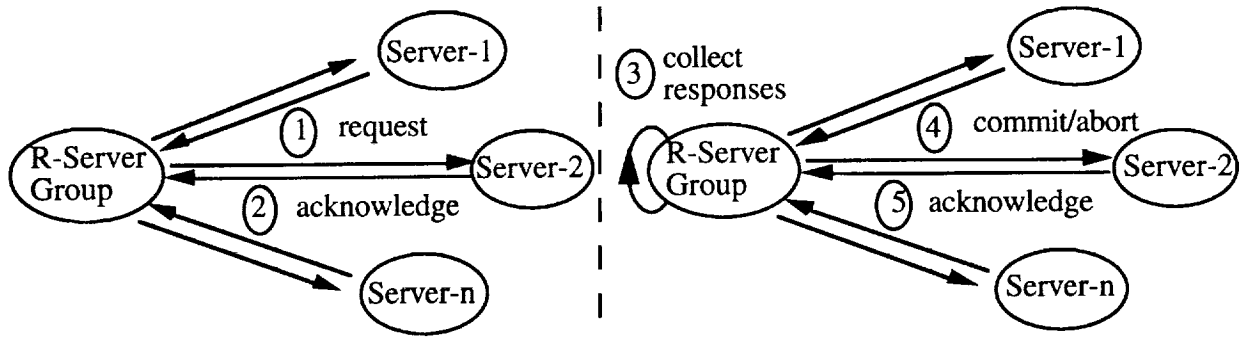 Server-1
1 request
R-Server
Group
Server-2
2 acknowledge
Server-n
3 collect
responses
Server-1
4 commit/abort
R-Server
Group
Server-2
5 acknowledge
Server-n